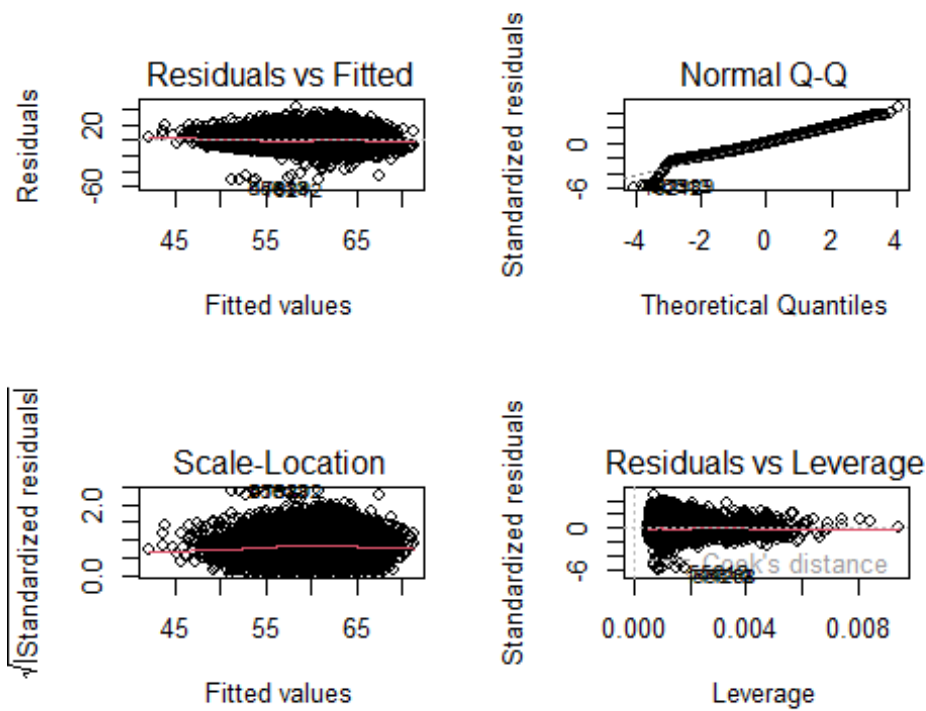 Residuals vs Fitted
Residuals
20
-60
45 55 65
Fitted values
Normal Q-Q
Standardized residuals
0
-6
-4 -2 0 2 4
Theoretical Quantiles
Scale-Location
√|Standardized residuals|
2.0
0.0
45 55 65
Fitted values
Residuals vs Leverage
Standardized residuals
0
-6
Cook's distance
0.000 0.004 0.008
Leverage